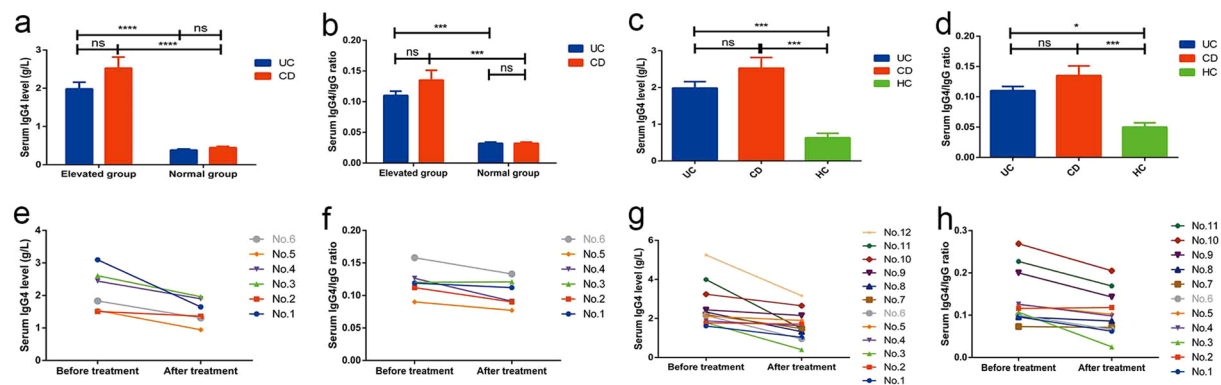 a
****
ns
ns
****
UC
CD
Serum IgG4 level (g/L)
3
2
1
0
Elevated group
Normal group
b
***
ns
***
ns
UC
CD
Serum IgG4/IgG ratio
0.20
0.15
0.10
0.05
0.00
Elevated group
Normal group
c
***
ns
***
UC
CD
HC
Serum IgG4 level (g/L)
3
2
1
0
UC
CD
HC
d
*
ns
***
UC
CD
HC
Serum IgG4/IgG ratio
0.20
0.15
0.10
0.05
0.00
UC
CD
HC
e
Serum IgG4 level (g/L)
4
3
2
1
0
Before treatment
After treatment
No.6
No.5
No.4
No.3
No.2
No.1
f
Serum IgG4/IgG ratio
0.20
0.15
0.10
0.05
0.00
Before treatment
After treatment
No.6
No.5
No.4
No.3
No.2
No.1
g
Serum IgG4 level (g/L)
6
4
2
0
Before treatment
After treatment
No.12
No.11
No.10
No.9
No.8
No.7
No.6
No.5
No.4
No.3
No.2
No.1
h
Serum IgG4/IgG ratio
0.3
0.2
0.1
0.0
Before treatment
After treatment
No.11
No.10
No.9
No.8
No.7
No.6
No.5
No.4
No.3
No.2
No.1